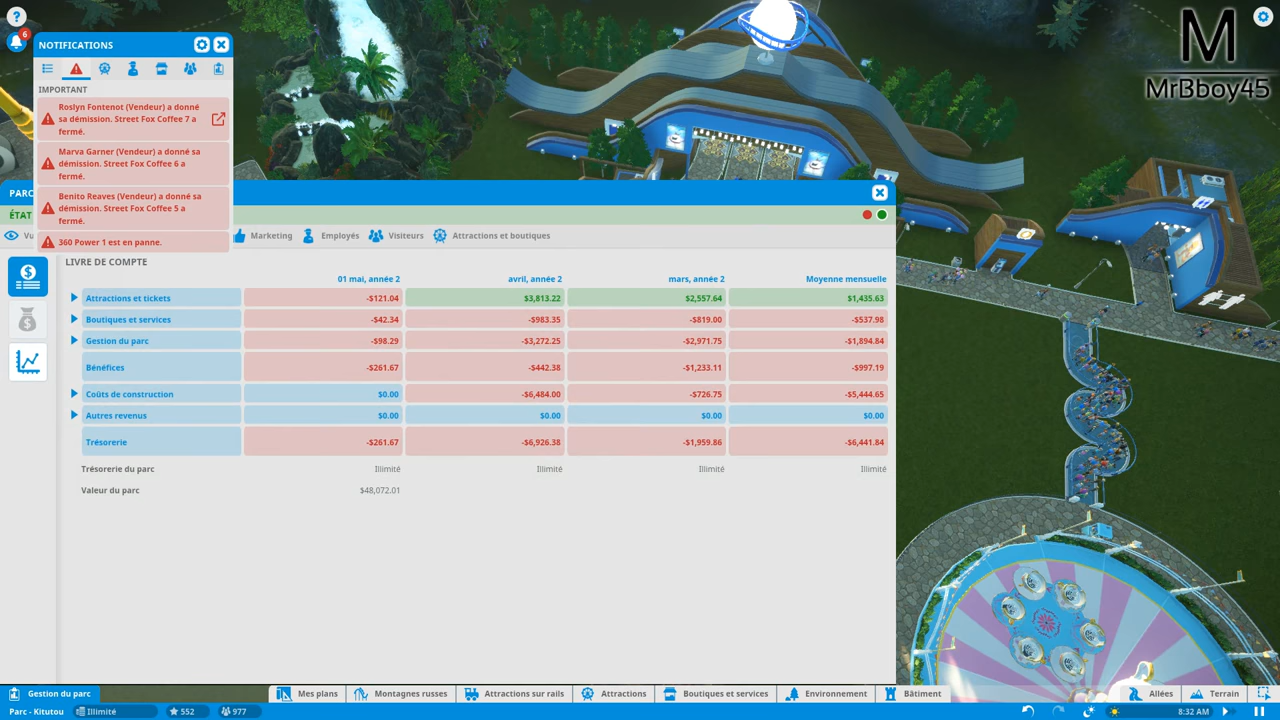 ?
6
NOTIFICATIONS
IMPORTANT
Roslyn Fontenot (Vendeur) a donné
sa démission. Street Fox Coffee 7 a
fermé.
Marva Garner (Vendeur) a donné sa
démission. Street Fox Coffee 6 a
fermé.
Benito Reaves (Vendeur) a donné sa
démission. Street Fox Coffee 5 a
fermé.
360 Power 1 est en panne.
M
MrBboy45
PARC
ÉTAT
Vu
Marketing
Employés
Visiteurs
Attractions et boutiques
LIVRE DE COMPTE
01 mai, année 2 avril, année 2 mars, année 2 Moyenne mensuelle
Attractions et tickets -$121.04 $3,813.22 $2,557.64 $1,435.63
Boutiques et services -$42.34 -$983.35 -$819.00 -$537.98
Gestion du parc -$98.29 -$3,272.25 -$2,971.75 -$1,894.84
Bénéfices -$261.67 -$442.38 -$1,233.11 -$997.19
Coûts de construction $0.00 -$6,484.00 -$726.75 -$5,444.65
Autres revenus $0.00 $0.00 $0.00 $0.00
Trésorerie -$261.67 -$6,926.38 -$1,959.86 -$6,441.84
Trésorerie du parc Illimité Illimité Illimité Illimité
Valeur du parc $48,072.01
Gestion du parc
Mes plans
Montagnes russes
Attractions sur rails
Attractions
Boutiques et services
Environnement
Bâtiment
Allées
Terrain
Parc - Kitutou
Illimité
552
977
8:32 AM